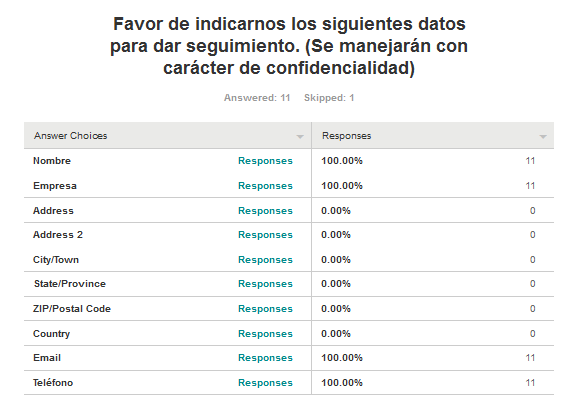 Favor de indicarnos los siguientes datos
para dar seguimiento. (Se manejarán con
carácter de confidencialidad)
Answered: 11 Skipped: 1
Answer Choices Responses
Nombre Responses 100.00% 11
Empresa Responses 100.00% 11
Address Responses 0.00% 0
Address 2 Responses 0.00% 0
City/Town Responses 0.00% 0
State/Province Responses 0.00% 0
ZIP/Postal Code Responses 0.00% 0
Country Responses 0.00% 0
Email Responses 100.00% 11
Teléfono Responses 100.00% 11